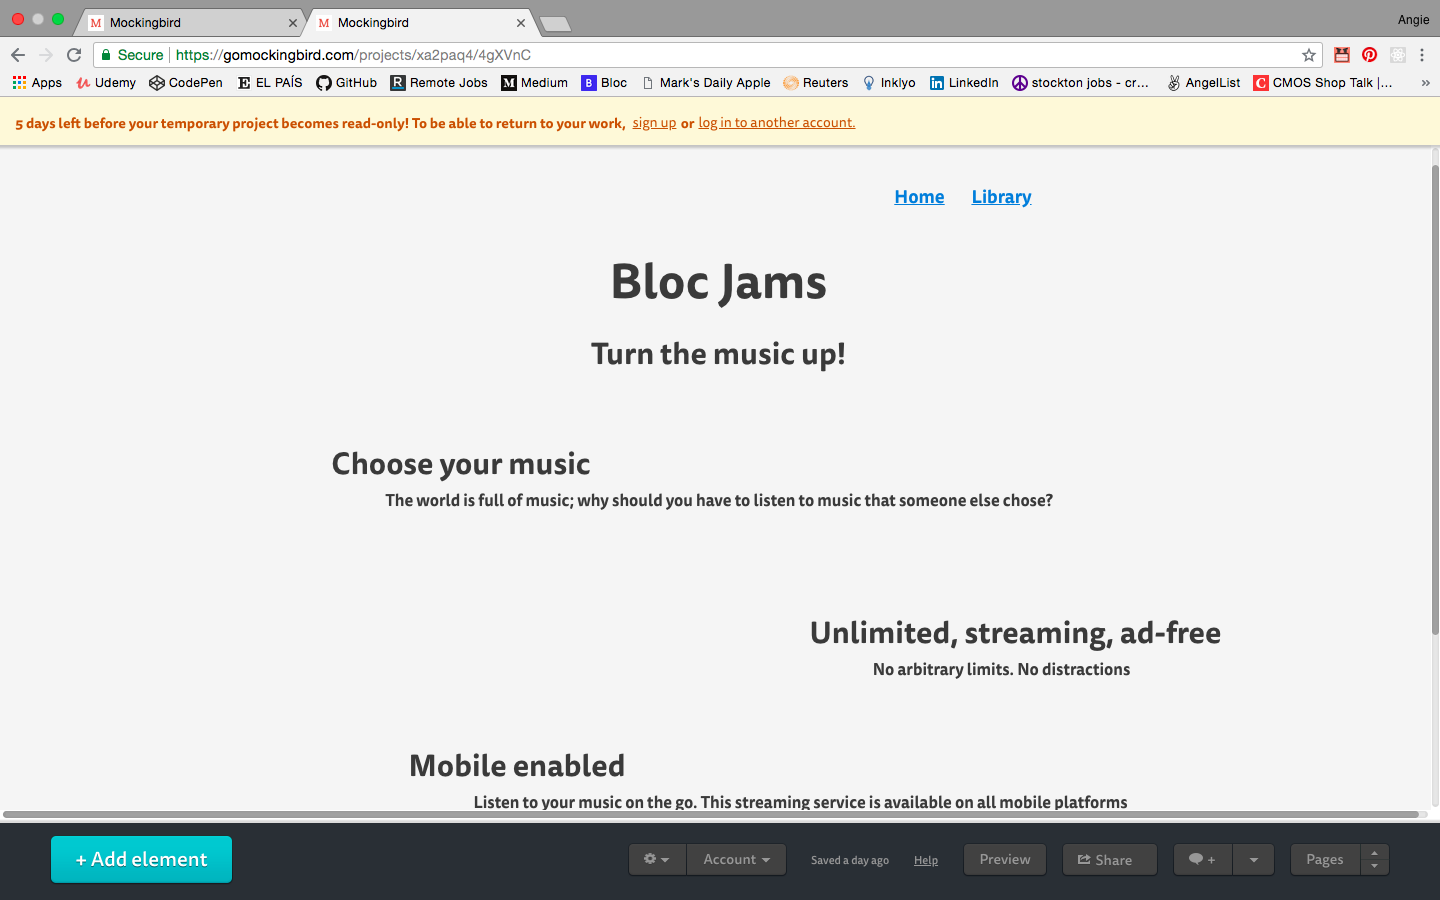 Mockingbird
Mockingbird
Angie
Secure https://gomockingbird.com/projects/xa2paq4/4gXVnC
Apps Udemy CodePen EL PAÍS GitHub Remote Jobs Medium Bloc Mark's Daily Apple Reuters Inklyo LinkedIn stockton jobs - cr... AngelList CMOS Shop Talk |... »
5 days left before your temporary project becomes read-only! To be able to return to your work, sign up or log in to another account.
Home Library
Bloc Jams
Turn the music up!
Choose your music
The world is full of music; why should you have to listen to music that someone else chose?
Unlimited, streaming, ad-free
No arbitrary limits. No distractions
Mobile enabled
Listen to your music on the go. This streaming service is available on all mobile platforms
+ Add element Account Saved a day ago Help Preview Share + Pages